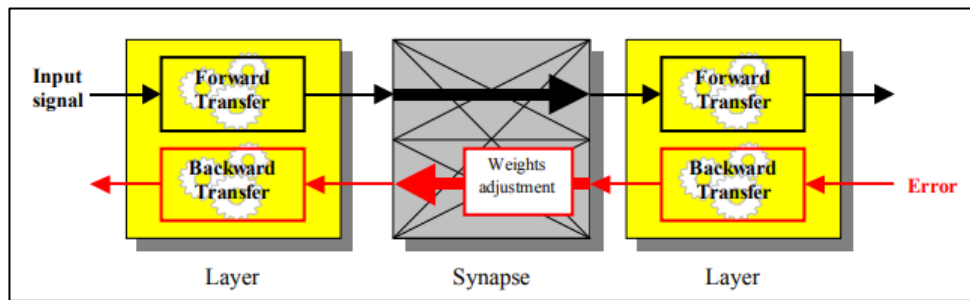 Input
signal
Forward
Transfer
Forward
Transfer
Backward
Transfer
Weights
adjustment
Backward
Transfer
Error
Layer
Synapse
Layer